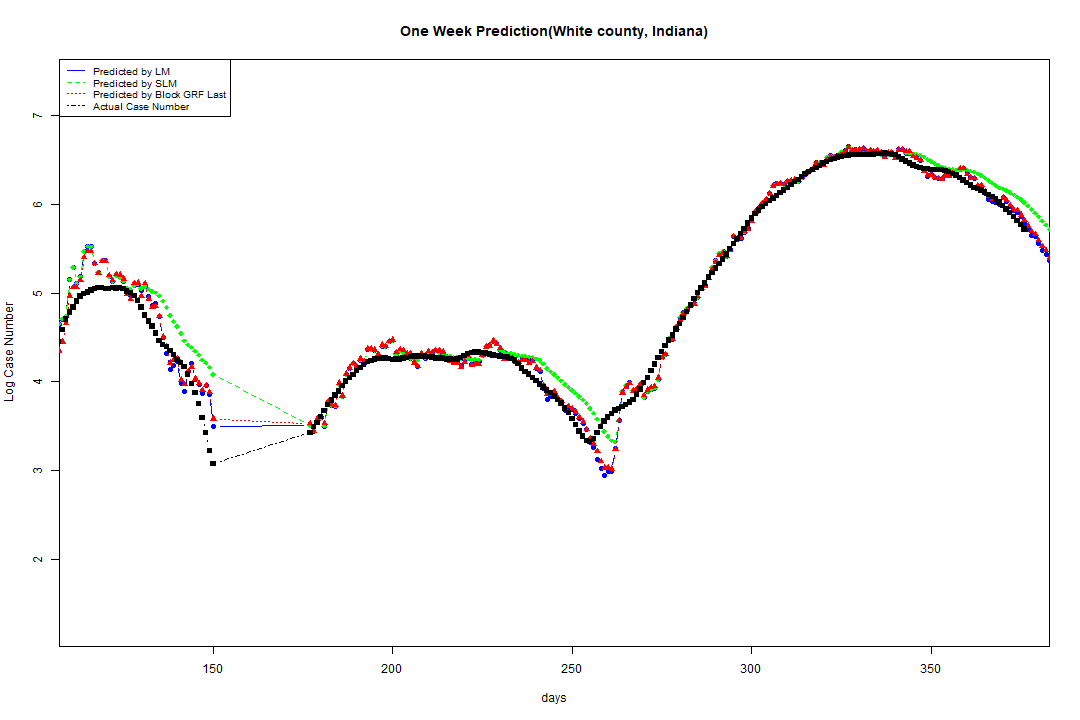 One Week Prediction(White county, Indiana)
Predicted by LM
Predicted by SLM
Predicted by Block GRF Last
Actual Case Number
7
6
5
4
3
2
Log Case Number
150
200
250
300
350
days